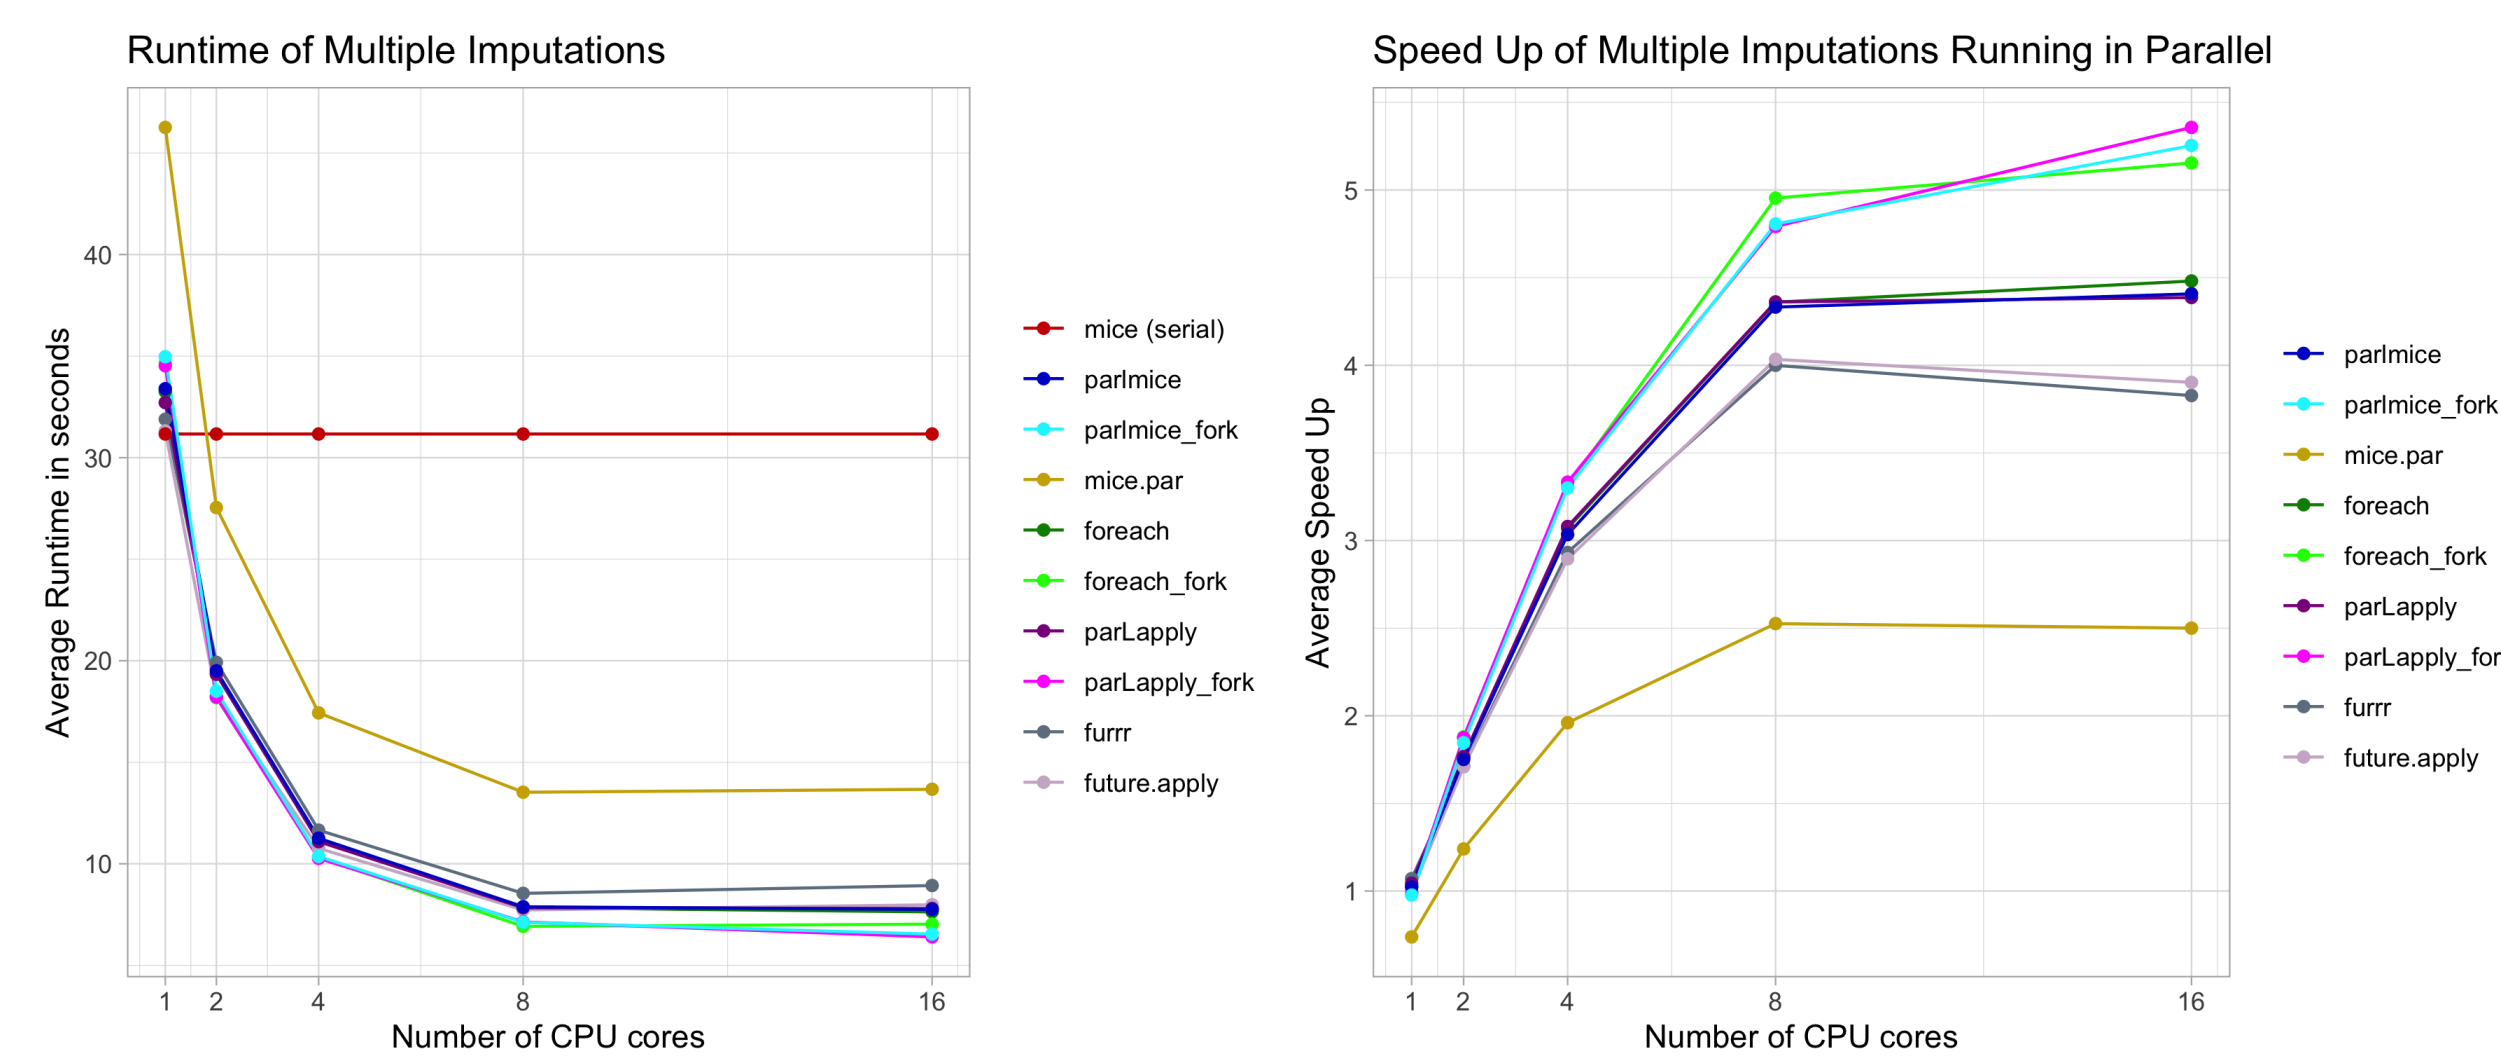 Runtime of Multiple Imputations
Average Runtime in seconds
40
30
20
10
1 2 4 8 16
Number of CPU cores
mice (serial)
parlmice
parlmice_fork
mice.par
foreach
foreach_fork
parLapply
parLapply_fork
furrr
future.apply
Speed Up of Multiple Imputations Running in Parallel
Average Speed Up
5
4
3
2
1
1 2 4 8 16
Number of CPU cores
parlmice
parlmice_fork
mice.par
foreach
foreach_fork
parLapply
parLapply_for
furrr
future.apply